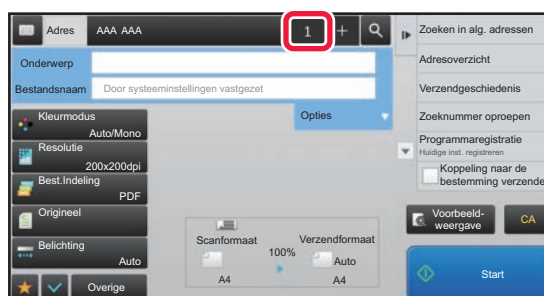 Adres AAA AAA 1 +
Onderwerp
Bestandsnaam Door systeeminstellingen vastgezet
Opties
Kleurmodus
Auto/Mono
Resolutie
200x200dpi
Best.Indeling
PDF
Origineel
Belichting
Auto
Overige
Scanformaat
A4
100%
Verzendformaat
Auto
A4
Zoeken in alg. adressen
Adresoverzicht
Verzendgeschiedenis
Zoeknummer oproepen
Programmaregistratie
Huidige inst. registreren
Koppeling naar de
bestemming verzende
Voorbeeld-
weergave
CA
Start